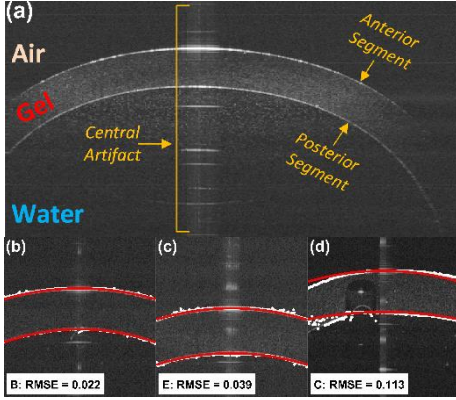 (a)
Air
Anterior
Segment
Gel
Central
Artifact
Posterior
Segment
Water
(b)
(c)
(d)
B: RMSE = 0.022
E: RMSE = 0.039
C: RMSE = 0.113